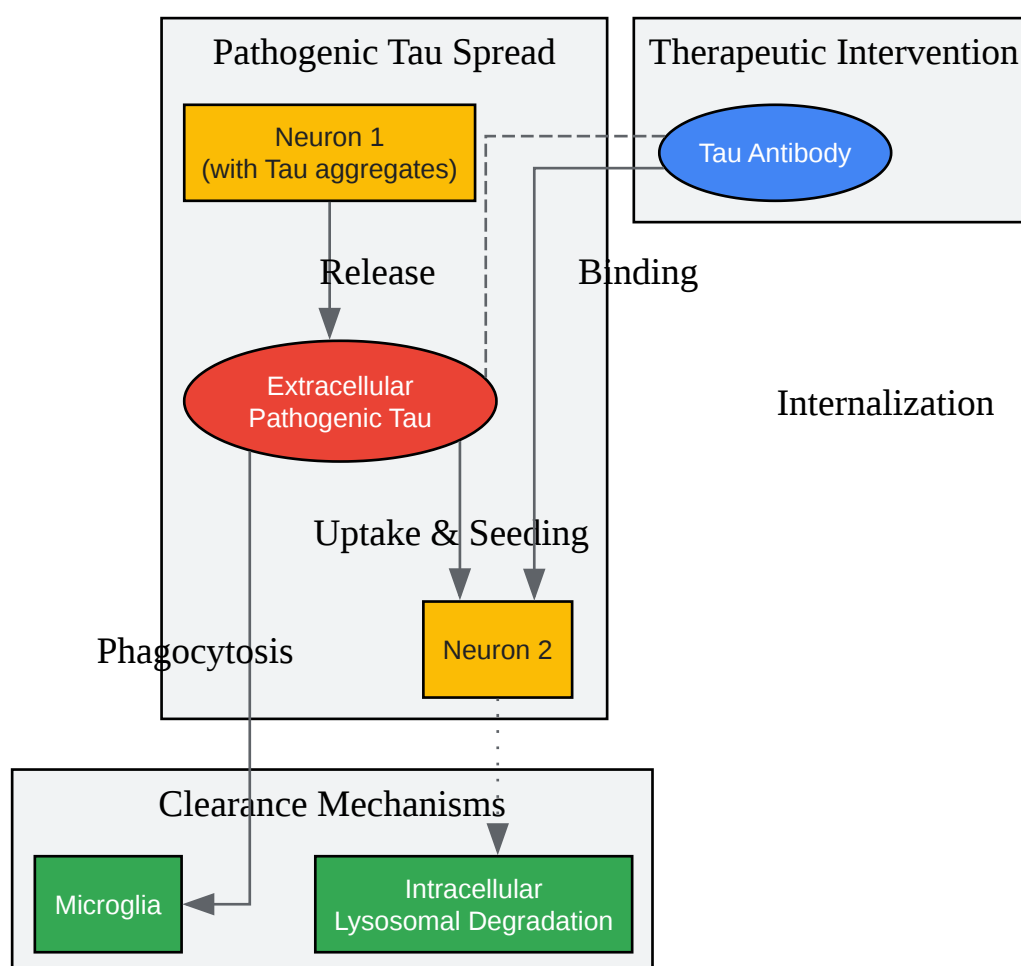 Pathogenic Tau Spread
Therapeutic Intervention
Neuron 1
(with Tau aggregates)
Tau Antibody
Release
Binding
Extracellular
Pathogenic Tau
Internalization
Uptake & Seeding
Neuron 2
Phagocytosis
Clearance Mechanisms
Microglia
Intracellular
Lysosomal Degradation